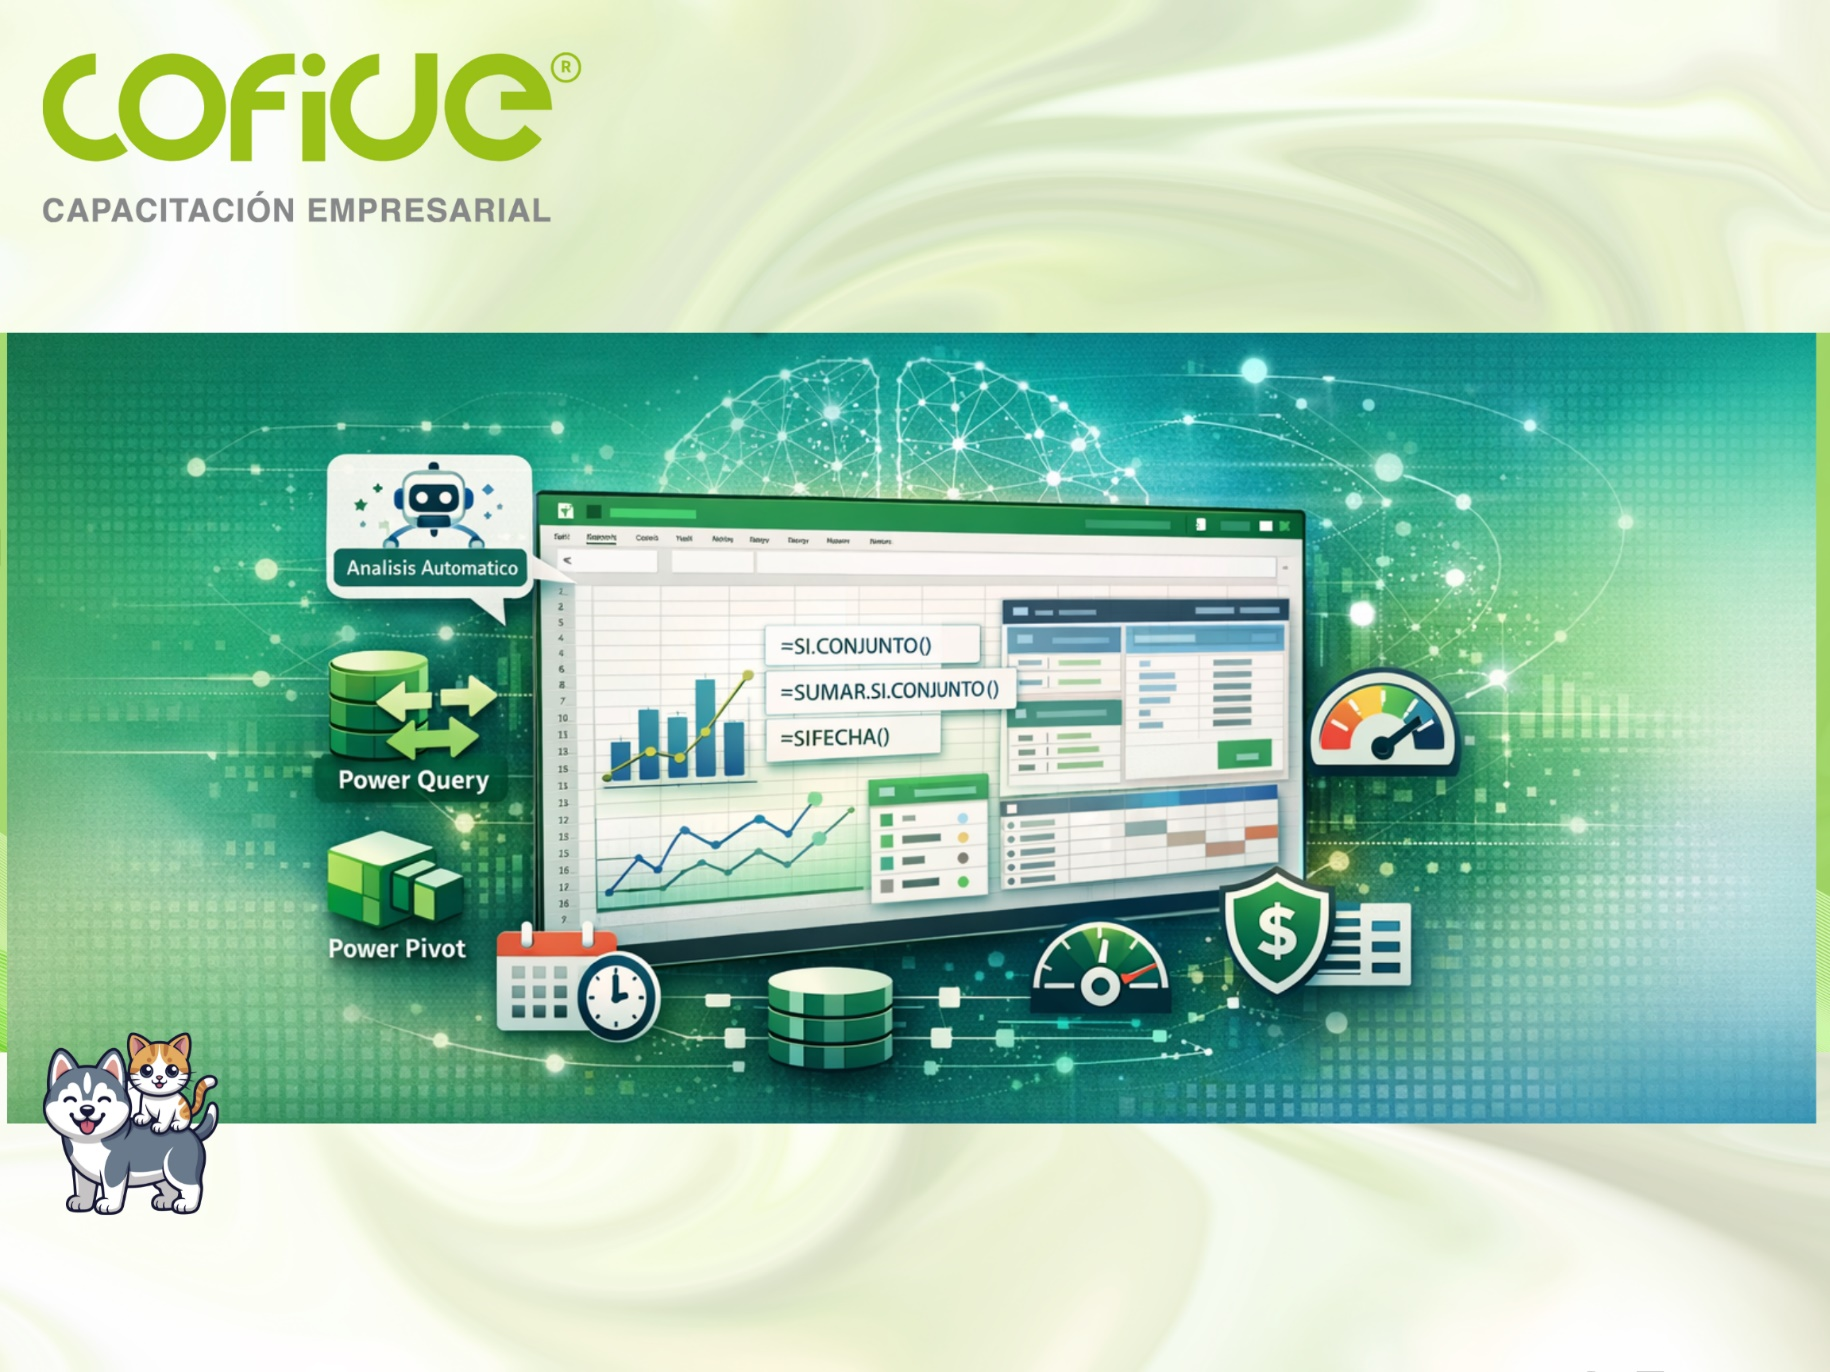 cofide®
CAPACITACIÓN EMPRESARIAL
Analisis Automatico
=SI.CONJUNTO()
=SUMAR.SI.CONJUNTO()
=SIFECHA()
Power Query
Power Pivot
$